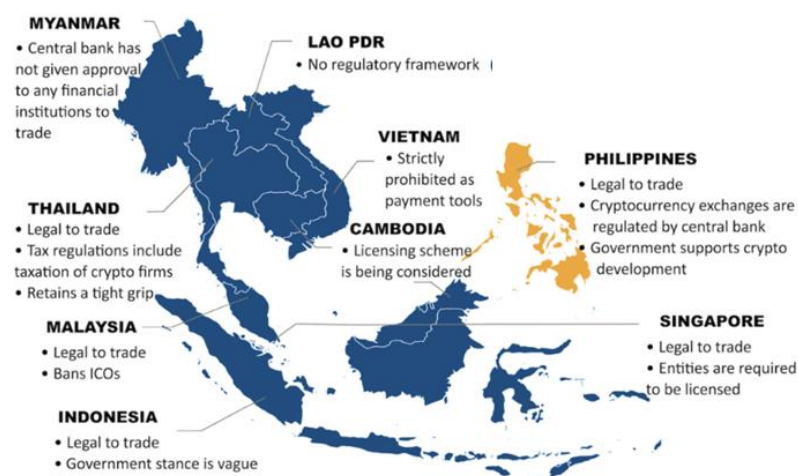 MYANMAR
• Central bank has
not given approval
to any financial
institutions to
trade
LAO PDR
• No regulatory framework
VIETNAM
• Strictly
prohibited as
payment tools
PHILIPPINES
• Legal to trade
• Cryptocurrency exchanges are
regulated by central bank
• Government supports crypto
development
THAILAND
• Legal to trade
• Tax regulations include
taxation of crypto firms
• Retains a tight grip
CAMBODIA
• Licensing scheme
is being considered
MALAYSIA
• Legal to trade
• Bans ICOs
SINGAPORE
• Legal to trade
• Entities are required
to be licensed
INDONESIA
• Legal to trade
• Government stance is vague